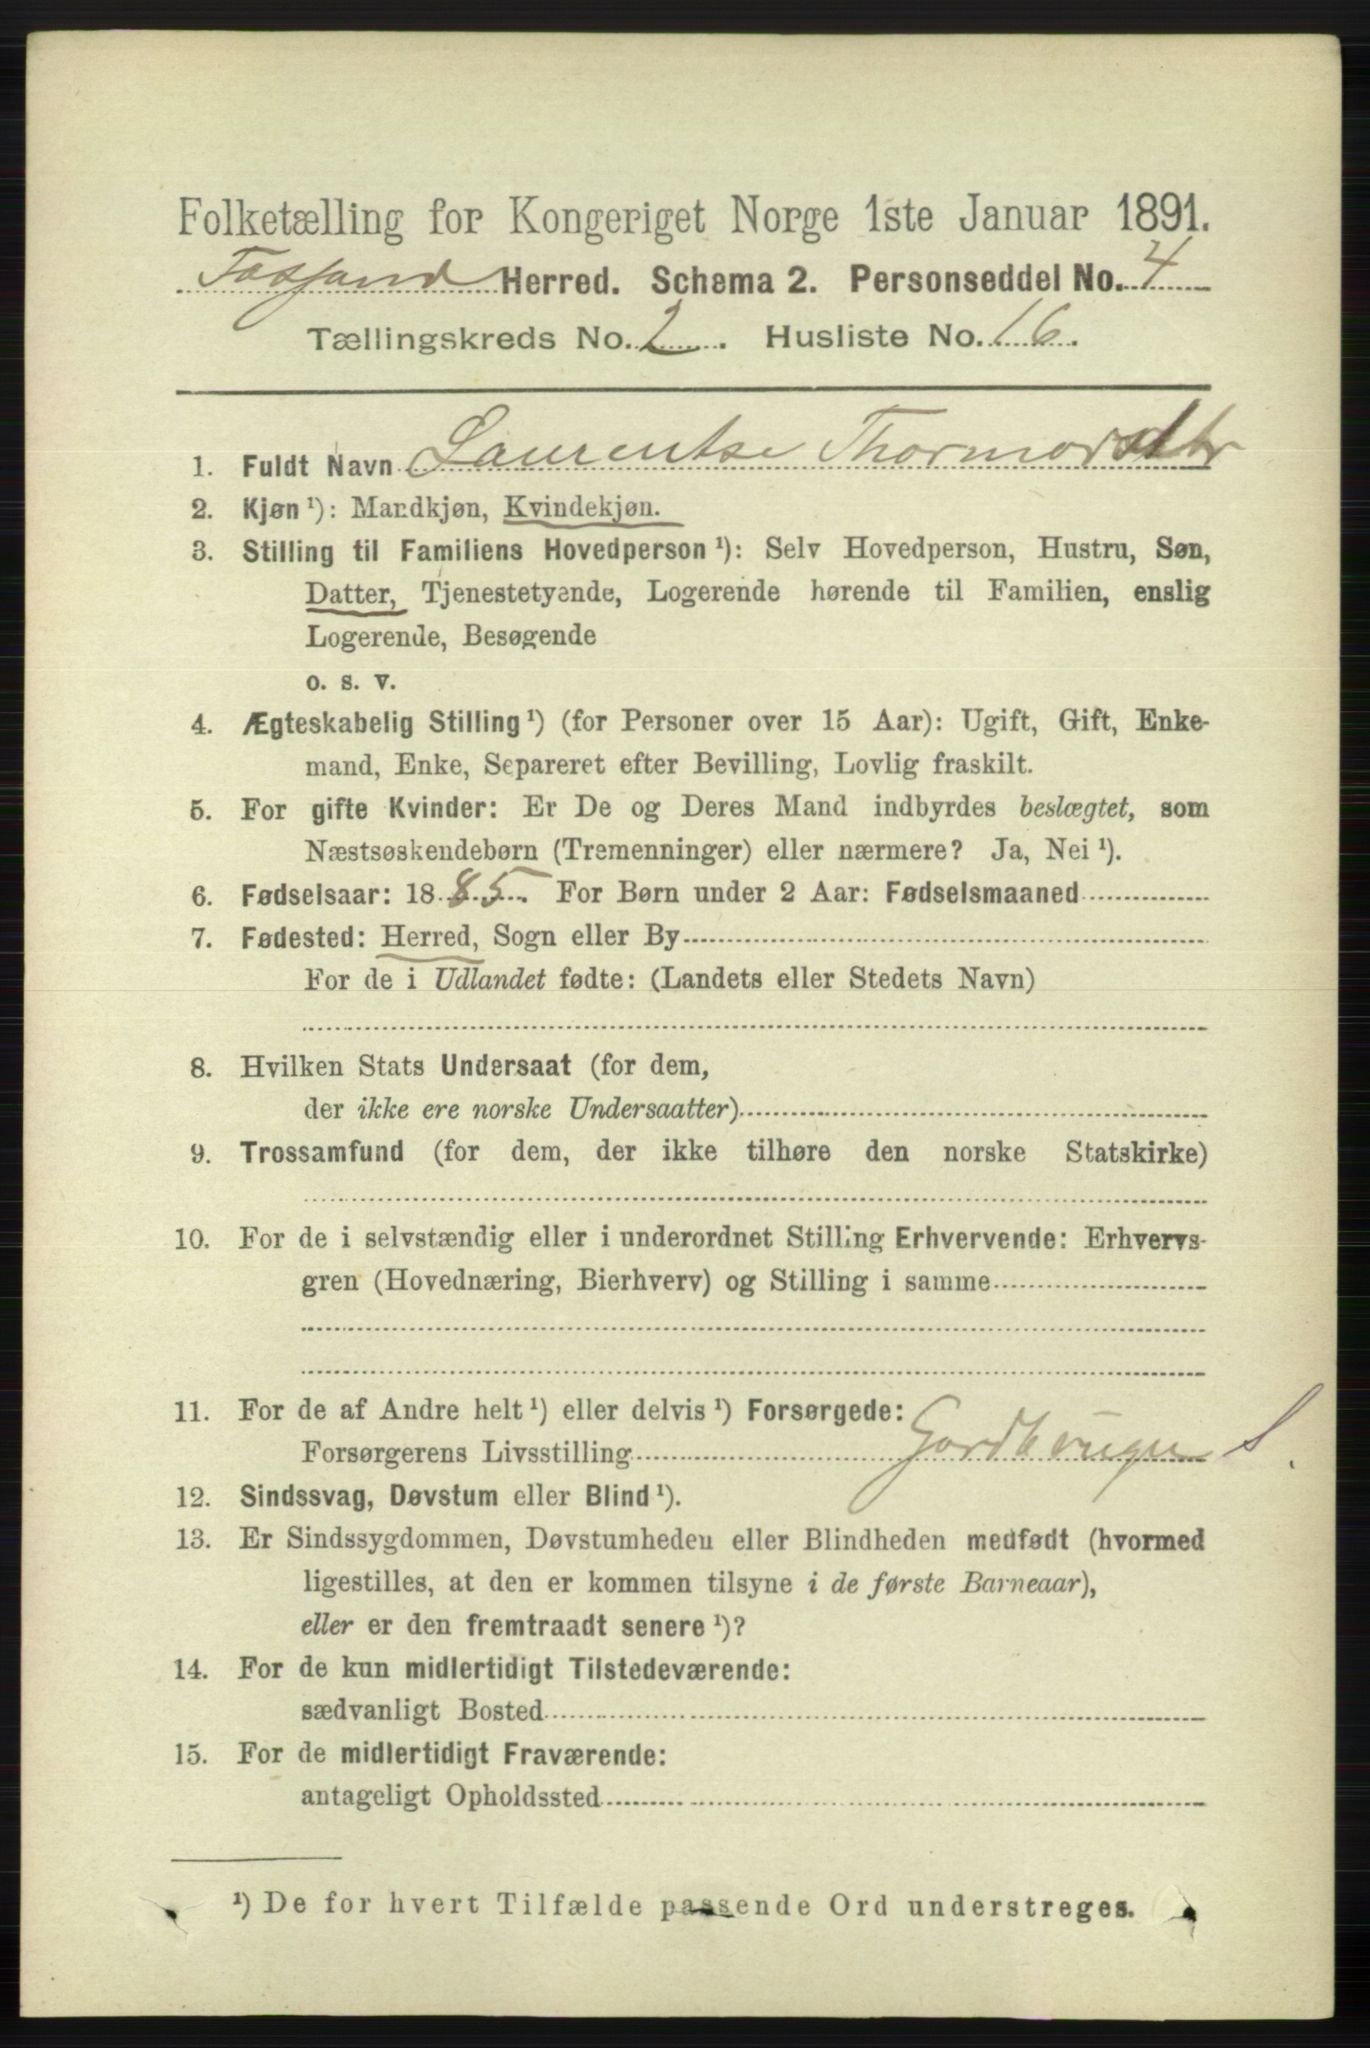 Folketælling for Kongeriget Norge 1ste Januar 1891.
Fossand Herred. Schema 2. Personseddel No. 4
Tællingskreds No. 2. Husliste No. 16.
1. Fuldt Navn Laurentse Thormodsdtr
2. Kjøn ¹): Mandkjøn, Kvindekjøn.
3. Stilling til Familiens Hovedperson ¹): Selv Hovedperson, Hustru, Søn,
Datter, Tjenestetyende, Logerende hørende til Familien, enslig
Logerende, Besøgende
o. s. v.
4. Ægteskabelig Stilling ¹) (for Personer over 15 Aar): Ugift, Gift, Enke-
mand, Enke, Separeret efter Bevilling, Lovlig fraskilt.
5. For gifte Kvinder: Er De og Deres Mand indbyrdes beslægtet, som
Næstsøskendebørn (Tremenninger) eller nærmere? Ja, Nei ¹).
6. Fødselsaar: 1885. For Børn under 2 Aar: Fødselsmaaned
7. Fødested: Herred, Sogn eller By
For de i Udlandet fødte: (Landets eller Stedets Navn)
8. Hvilken Stats Undersaat (for dem,
der ikke ere norske Undersaatter)
9. Trossamfund (for dem, der ikke tilhøre den norske Statskirke)
10. For de i selvstændig eller i underordnet Stilling Erhvervende: Erhvervs-
gren (Hovednæring, Bierhverv) og Stilling i samme
11. For de af Andre helt ¹) eller delvis ¹) Forsørgede:
Forsørgerens Livsstilling Gardbruger S
12. Sindssvag, Døvstum eller Blind ¹).
13. Er Sindssygdommen, Døvstumheden eller Blindheden medfødt (hvormed
ligestilles, at den er kommen tilsyne i de første Barneaar),
eller er den fremtraadt senere ¹)?
14. For de kun midlertidigt Tilstedeværende:
sædvanligt Bosted
15. For de midlertidigt Fraværende:
antageligt Opholdssted
¹) De for hvert Tilfælde passende Ord understreges.